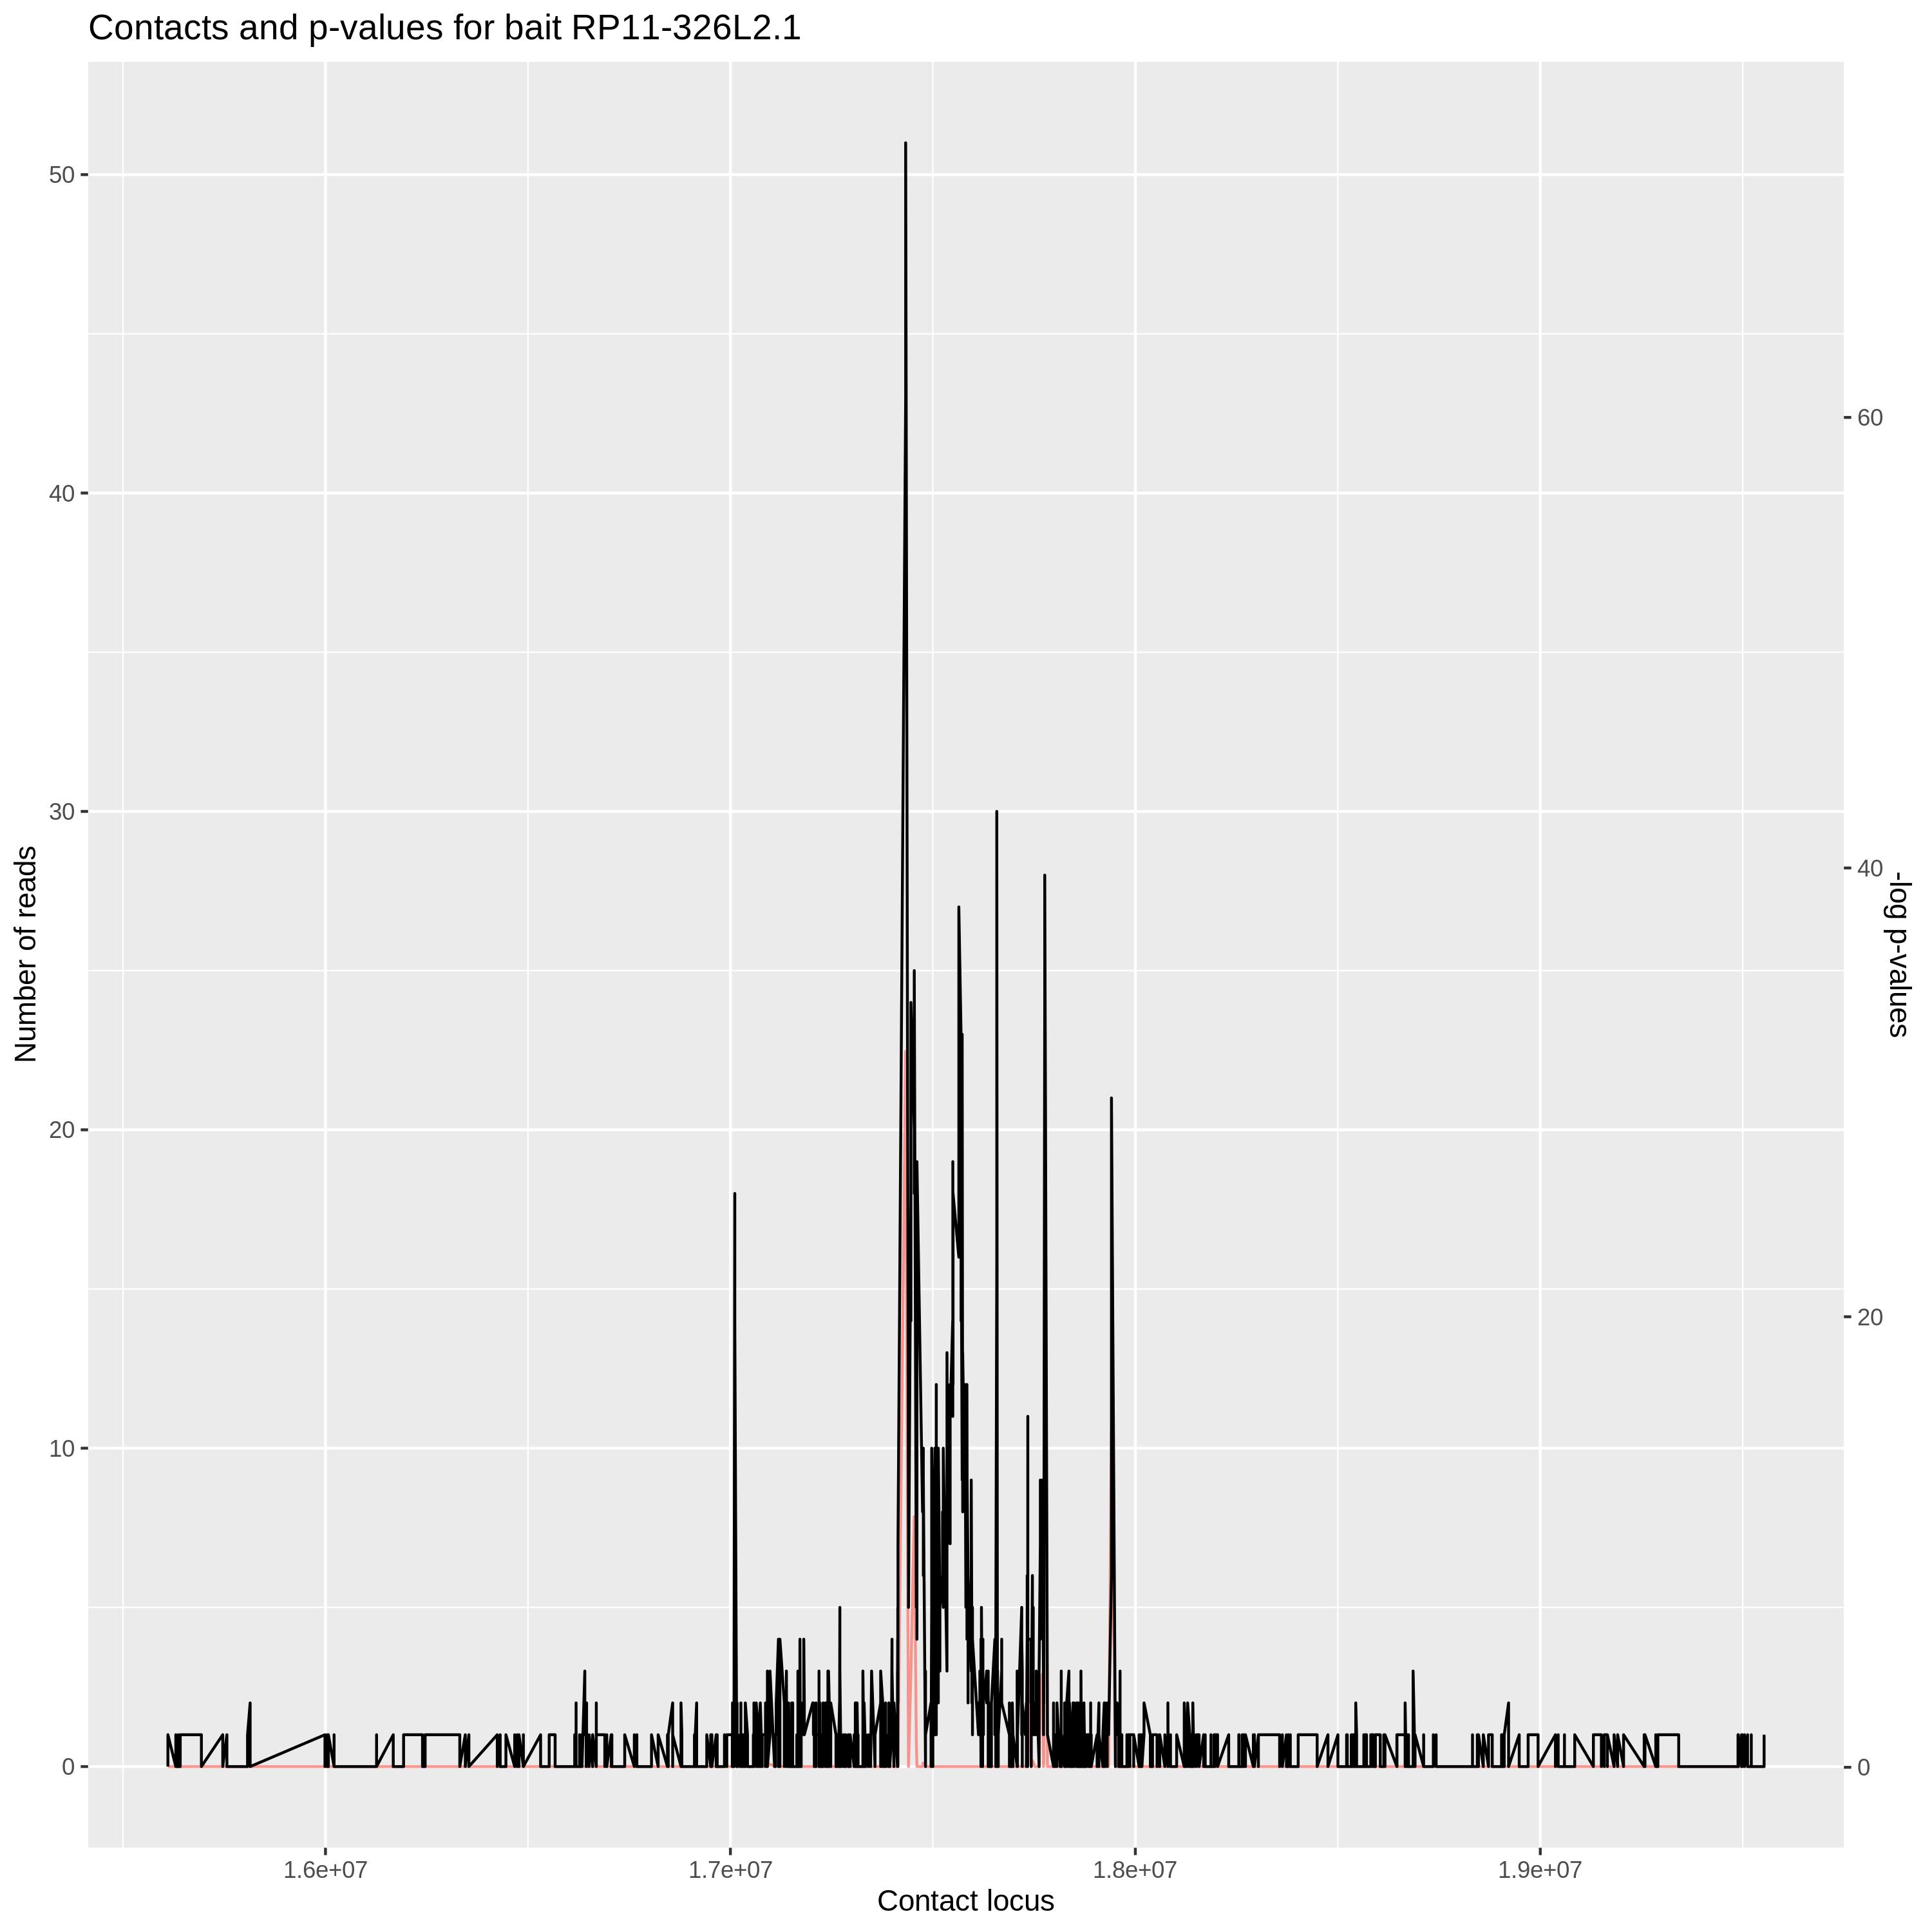 Contacts and p-values for bait RP11-326L2.1
50
40
30
20
10
0
Number of reads
60
40
20
0
-log p-values
1.6e+07
1.7e+07
1.8e+07
1.9e+07
Contact locus